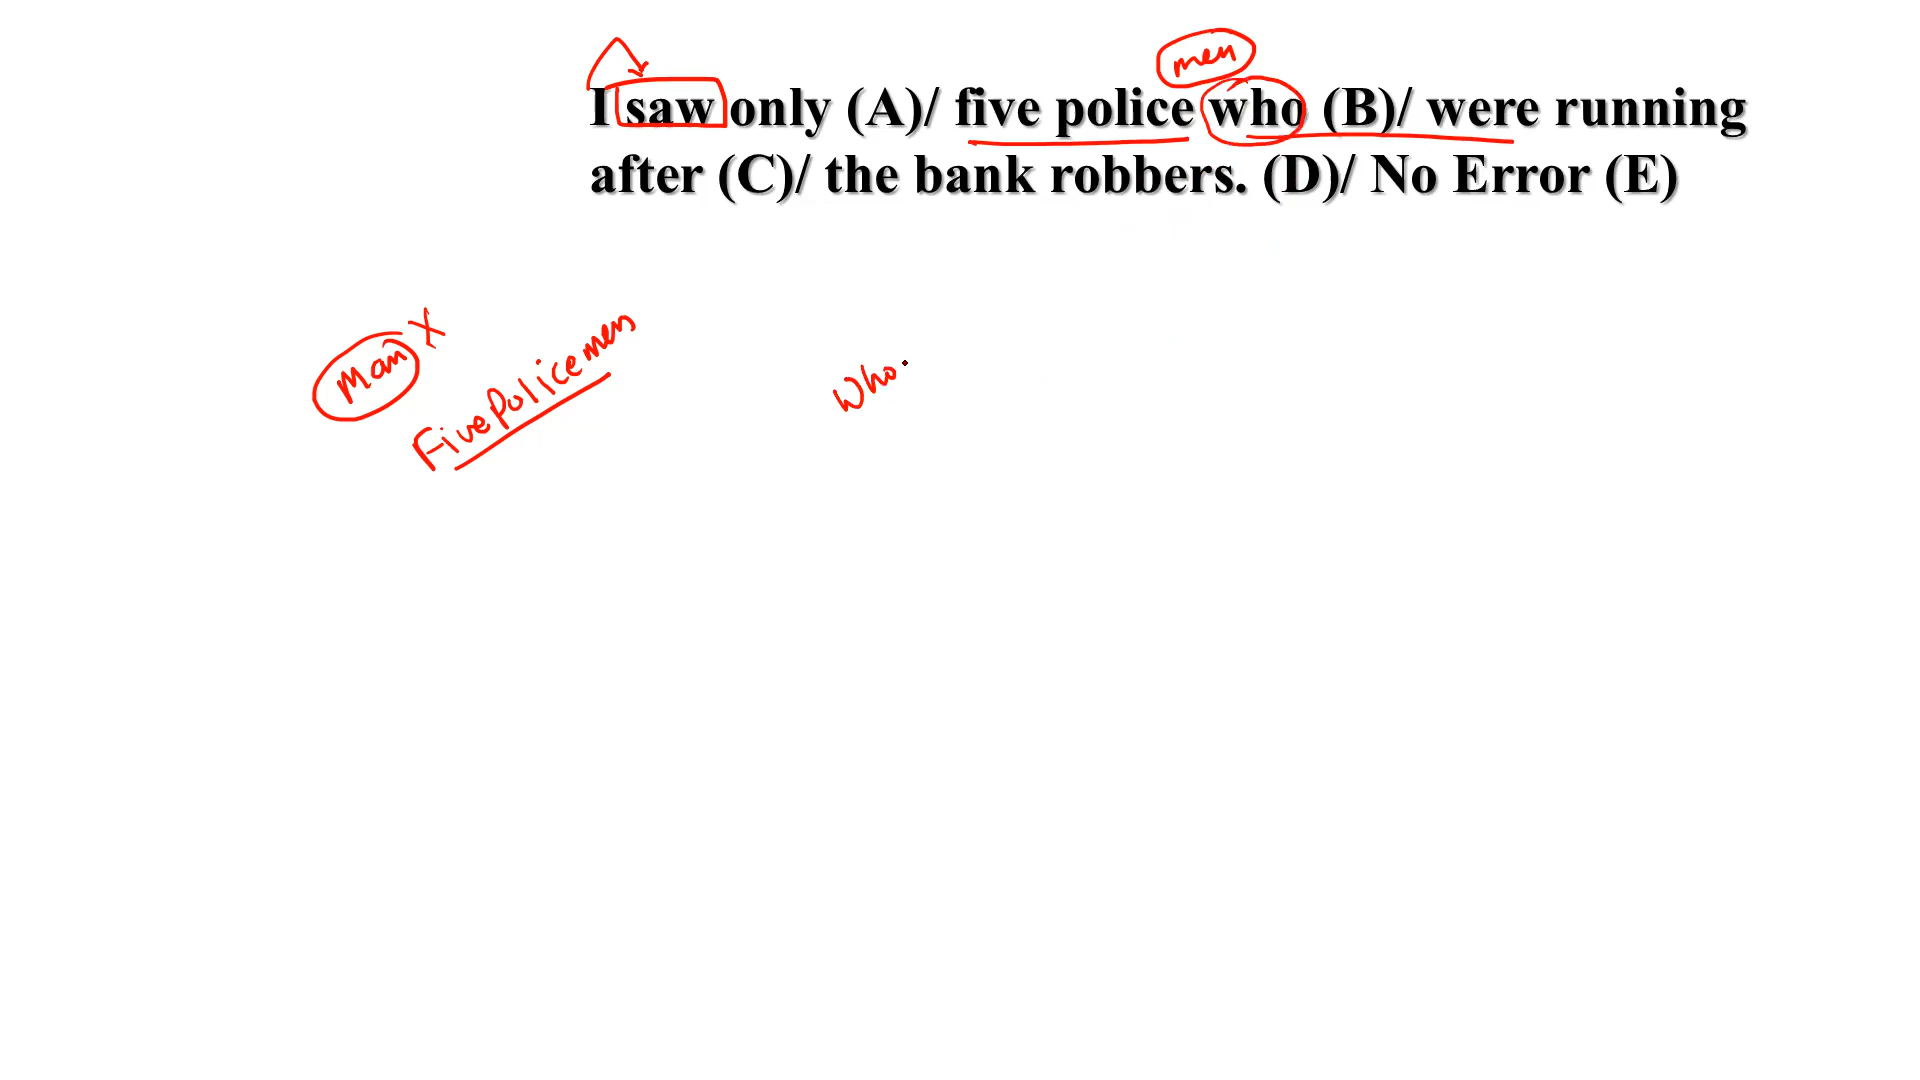 men
I saw only (A)/ five police who (B)/ were running
after (C)/ the bank robbers. (D)/ No Error (E)
Man X
Five Policemen
Who